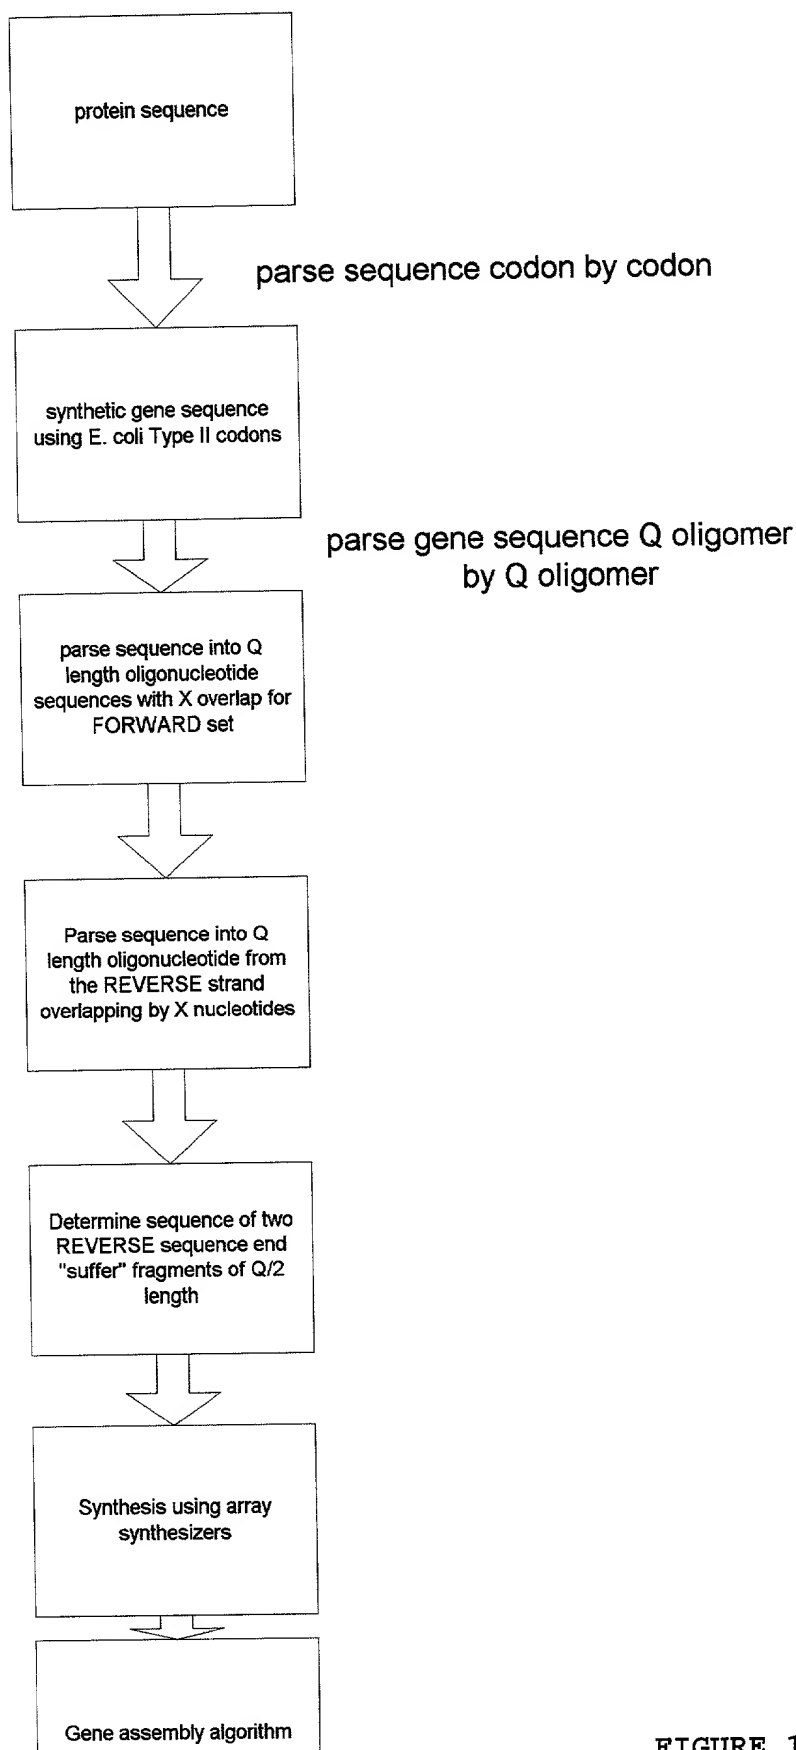 protein sequence
parse sequence codon by codon
synthetic gene sequence
using E. coli Type II codons
parse gene sequence Q oligomer
by Q oligomer
parse sequence into Q
length oligonucleotide
sequences with X overlap for
FORWARD set
Parse sequence into Q
length oligonucleotide from
the REVERSE strand
overlapping by X nucleotides
Determine sequence of two
REVERSE sequence end
"suffer" fragments of Q/2
length
Synthesis using array
synthesizers
Gene assembly algorithm
FIGURE 1